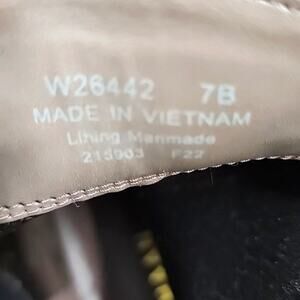 W26442 7B
MADE IN VIETNAM
Lining Manmade
215903 F22